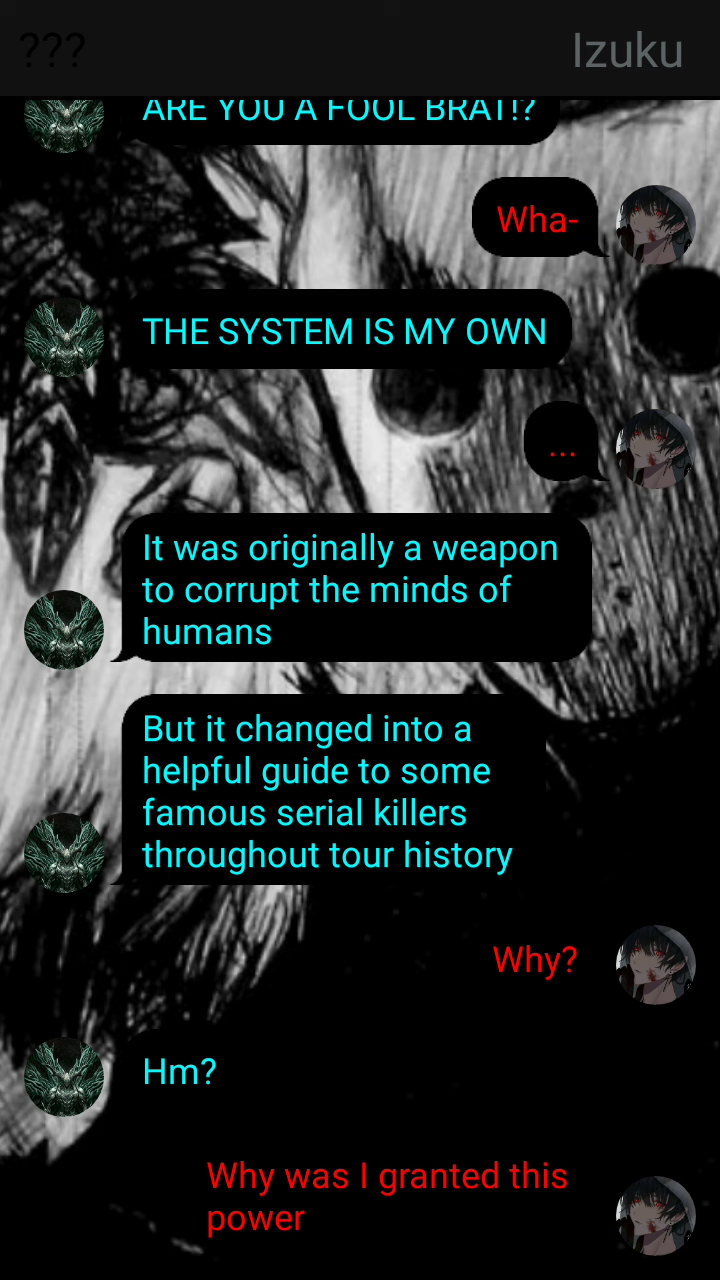 ???
Izuku
ARE YOU A FOOL BRAT!?
Wha-
THE SYSTEM IS MY OWN
...
It was originally a weapon
to corrupt the minds of
humans
But it changed into a
helpful guide to some
famous serial killers
throughout tour history
Why?
Hm?
Why was I granted this
power